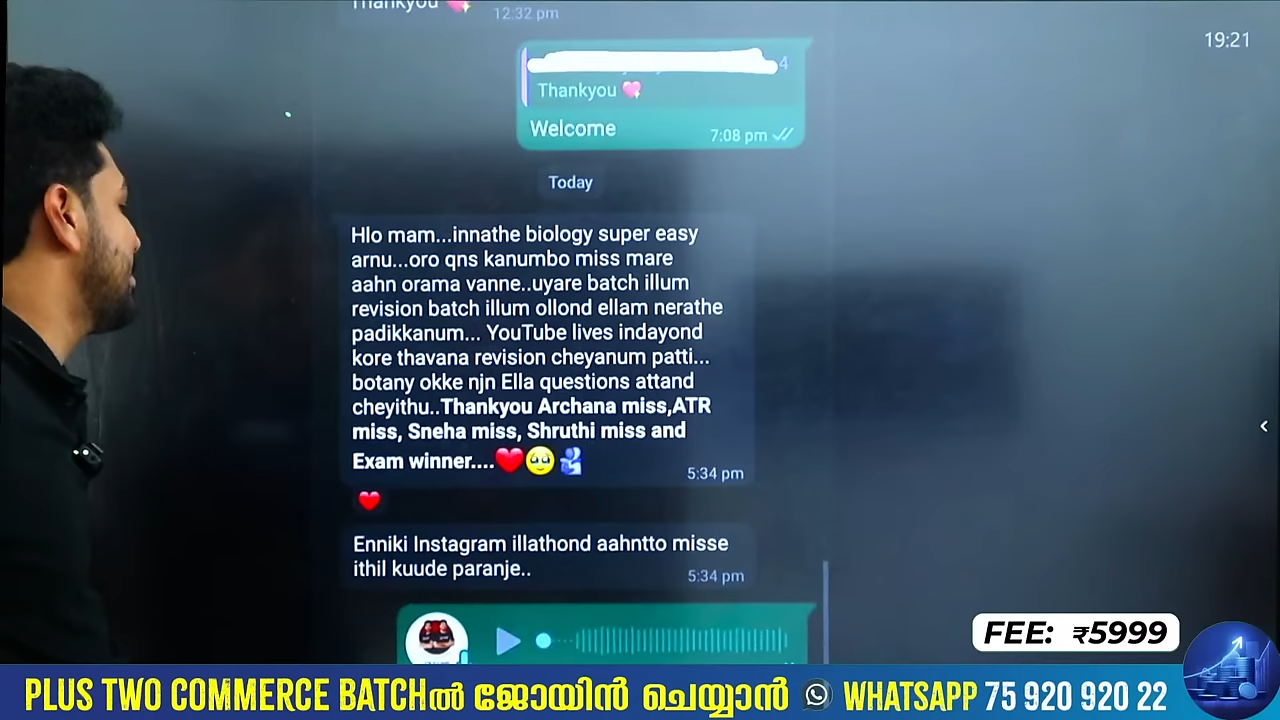 Thankyou 💖
12:32 pm
19:21
4
Thankyou 💖
Welcome
7:08 pm
Today
Hlo mam...innathe biology super easy
arnu...oro qns kanumbo miss mare
aahn orama vanne..uyare batch illum
revision batch illum ollond ellam nerathe
padikkanum... YouTube lives indayond
kore thavana revision cheyanum patti...
botany okke njn Ella questions attand
cheyithu..Thankyou Archana miss,ATR
miss, Sneha miss, Shruthi miss and
Exam winner....❤️🥹🫂
5:34 pm
❤️
Enniki Instagram illathond aahntto misse
ithil kuude paranje..
5:34 pm
FEE: ₹5999
PLUS TWO COMMERCE BATCHൽ ജോയിൻ ചെയ്യാൻ WHATSAPP 75 920 920 22